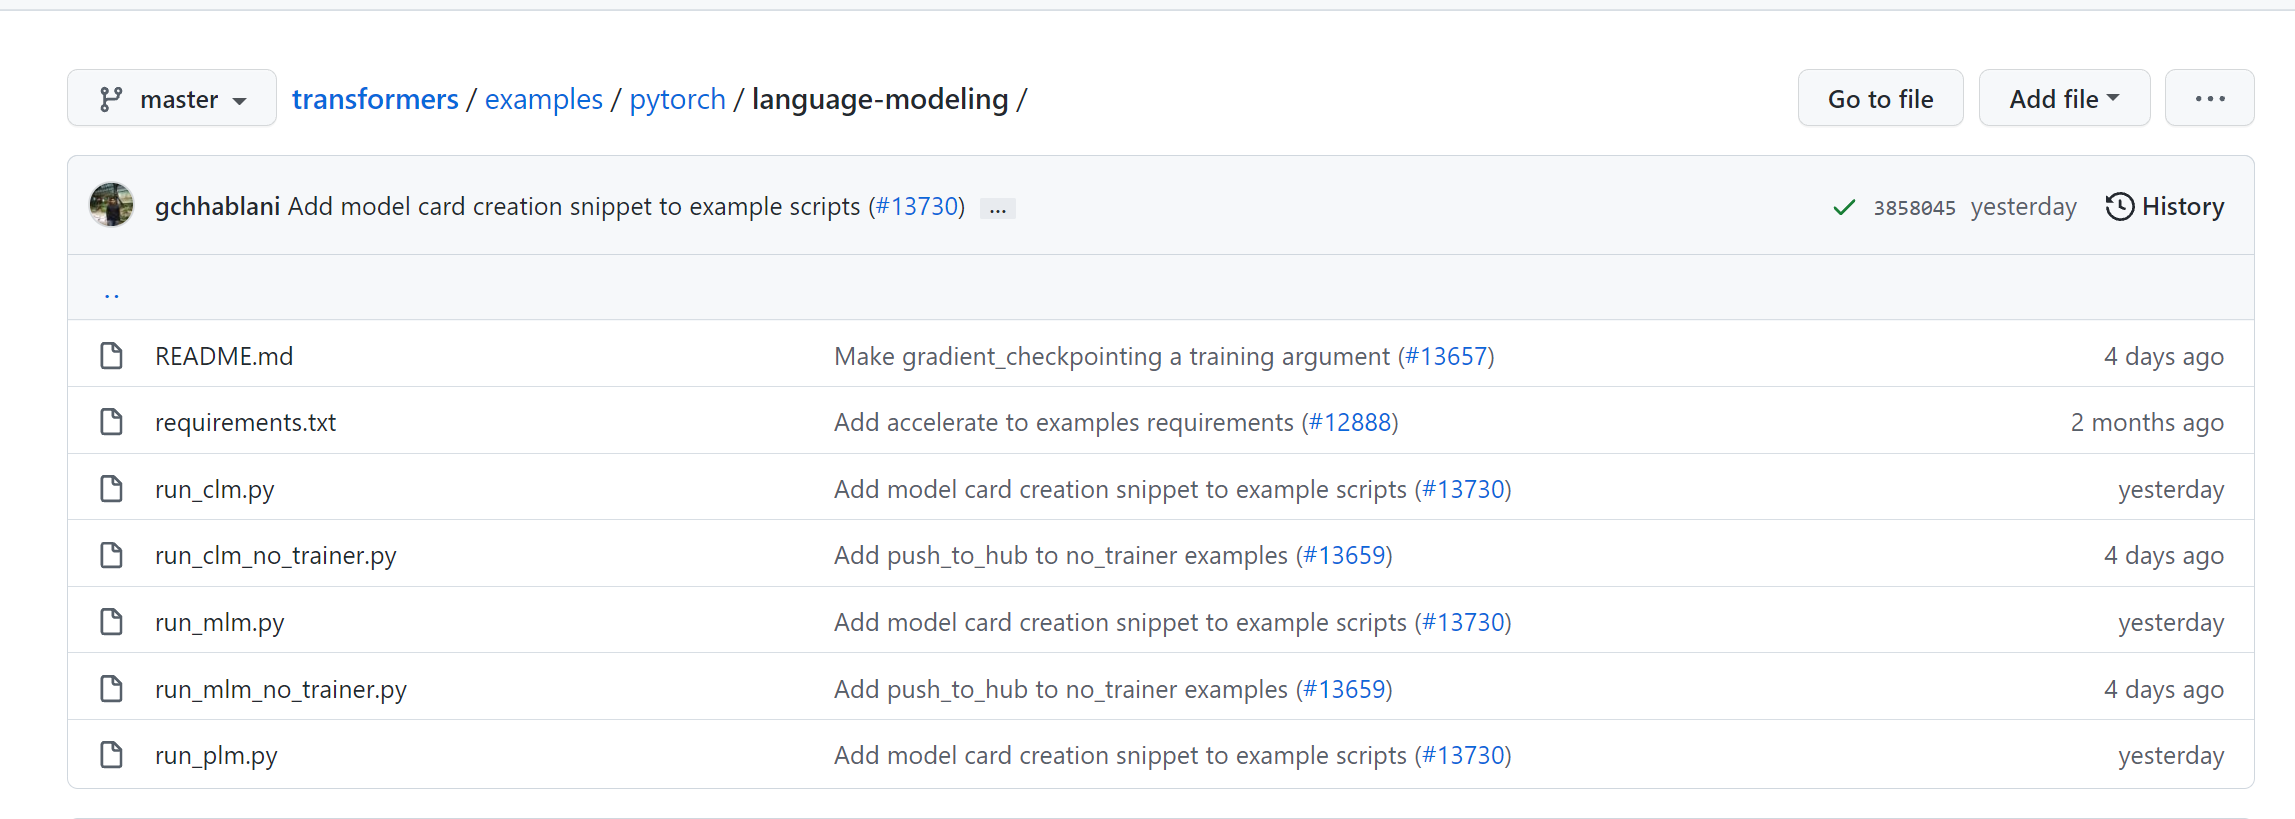 master transformers / examples / pytorch / language-modeling / Go to file Add file ...
gchhablani Add model card creation snippet to example scripts (#13730) ... 3858045 yesterday History
..
README.md Make gradient_checkpointing a training argument (#13657) 4 days ago
requirements.txt Add accelerate to examples requirements (#12888) 2 months ago
run_clm.py Add model card creation snippet to example scripts (#13730) yesterday
run_clm_no_trainer.py Add push_to_hub to no_trainer examples (#13659) 4 days ago
run_mlm.py Add model card creation snippet to example scripts (#13730) yesterday
run_mlm_no_trainer.py Add push_to_hub to no_trainer examples (#13659) 4 days ago
run_plm.py Add model card creation snippet to example scripts (#13730) yesterday